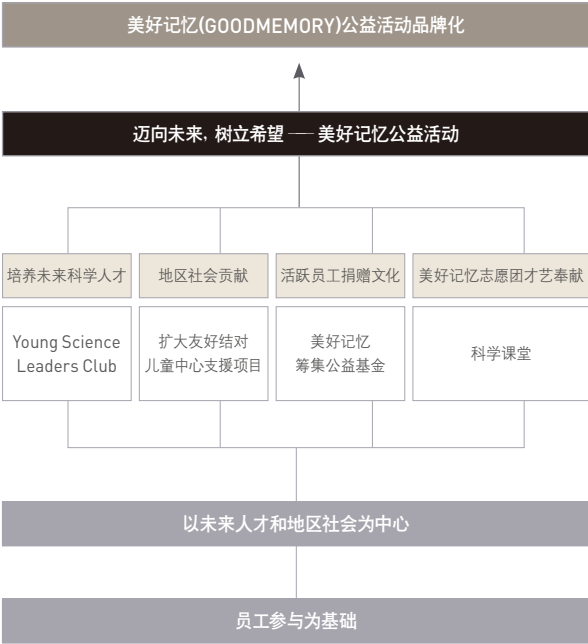 美好记忆(GOODMEMORY)公益活动品牌化
迈向未来, 树立希望 — 美好记忆公益活动
培养未来科学人才
地区社会贡献
活跃员工捐赠文化
美好记忆志愿团才艺奉献
Young Science
Leaders Club
扩大友好结对
儿童中心支援项目
美好记忆
筹集公益基金
科学课堂
以未来人才和地区社会为中心
员工参与为基础